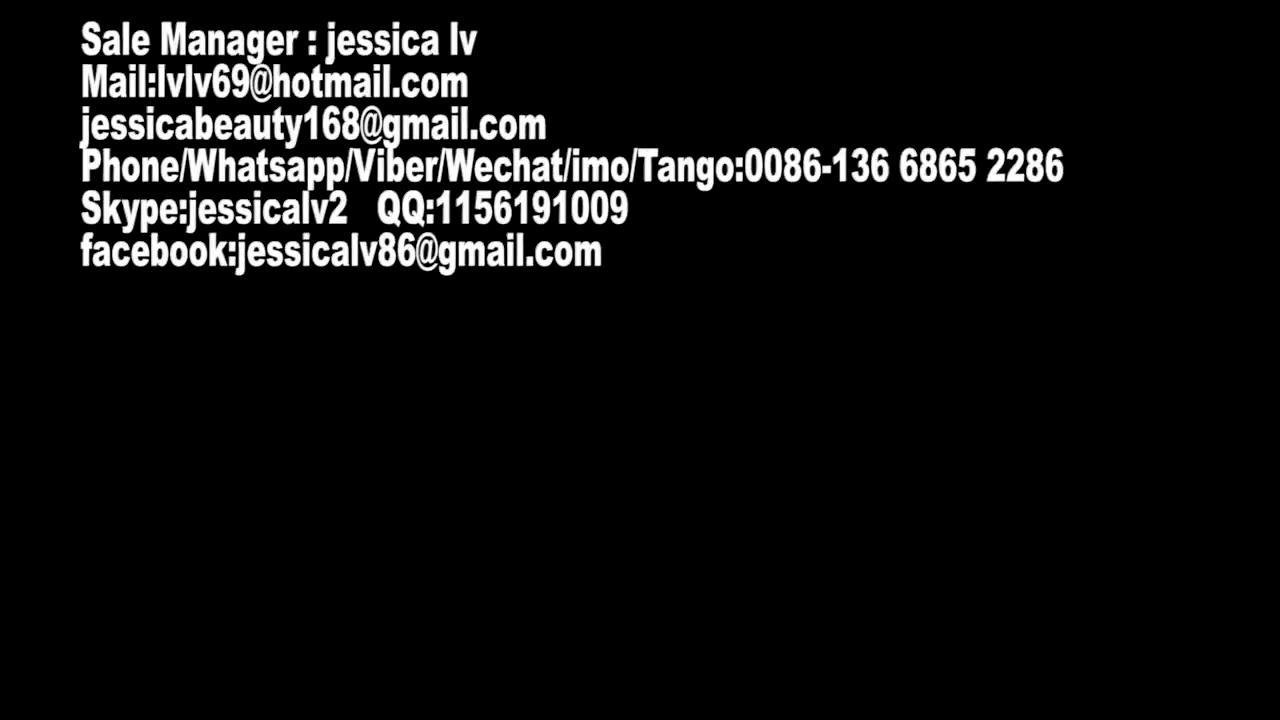 Sale Manager : jessica lv
Mail:lvlv69@hotmail.com
jessicabeauty168@gmail.com
Phone/Whatsapp/Viber/Wechat/imo/Tango:0086-136 6865 2286
Skype:jessicalv2   QQ:1156191009
facebook:jessicalv86@gmail.com